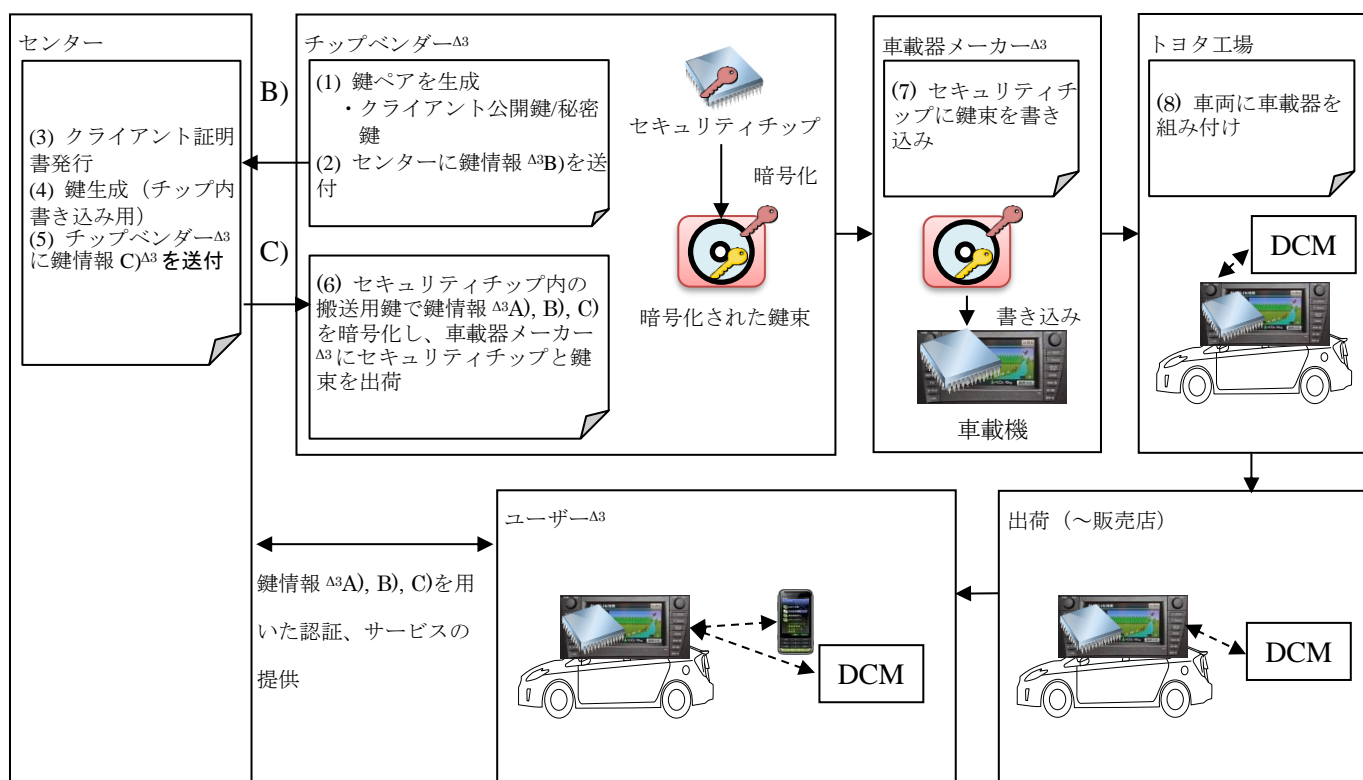 センター
(3) クライアント証明
書発行
(4) 鍵生成（チップ内
書き込み用）
(5) チップベンダーΔ3
に鍵情報 C)Δ3 を送付
B)
C)
チップベンダーΔ3
(1) 鍵ペアを生成
・クライアント公開鍵/秘密
鍵
(2) センターに鍵情報 Δ3B)を送
付
(6) セキュリティチップ内の
搬送用鍵で鍵情報 Δ3A), B), C)
を暗号化し、車載器メーカー
Δ3 にセキュリティチップと鍵
束を出荷
セキュリティチップ
暗号化
暗号化された鍵束
車載器メーカーΔ3
(7) セキュリティチ
ップに鍵束を書き
込み
書き込み
車載機
トヨタ工場
(8) 車両に車載器を
組み付け
DCM
出荷（～販売店）
DCM
ユーザーΔ3
DCM
鍵情報 Δ3A), B), C)を用
いた認証、サービスの
提供